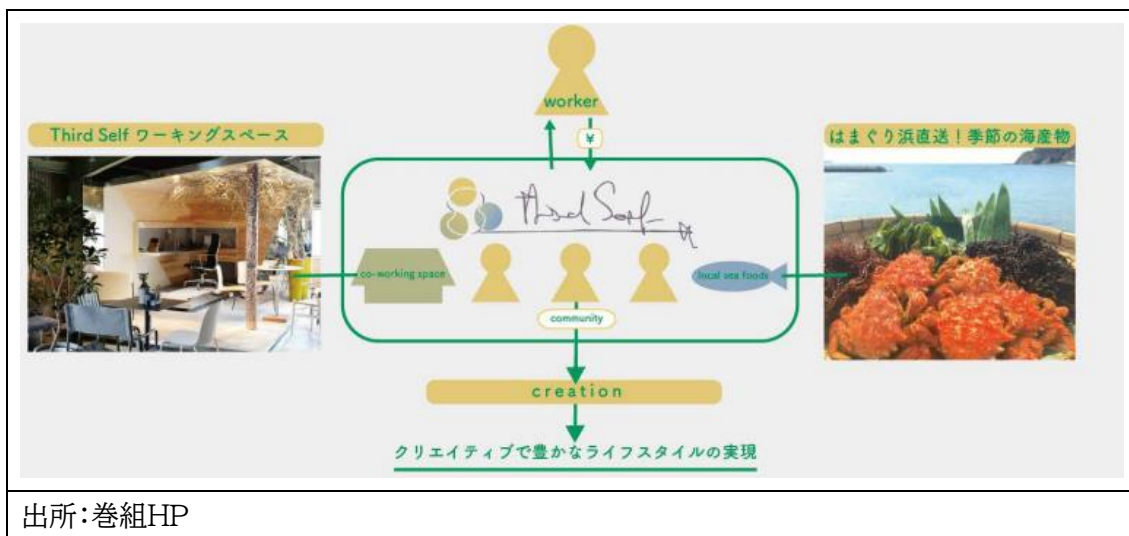 worker
Third Self ワーキングスペース
¥
はまぐり浜直送！季節の海産物
Third Self
co-working space
local sea foods
community
creation
クリエイティブで豊かなライフスタイルの実現
出所：巻組HP